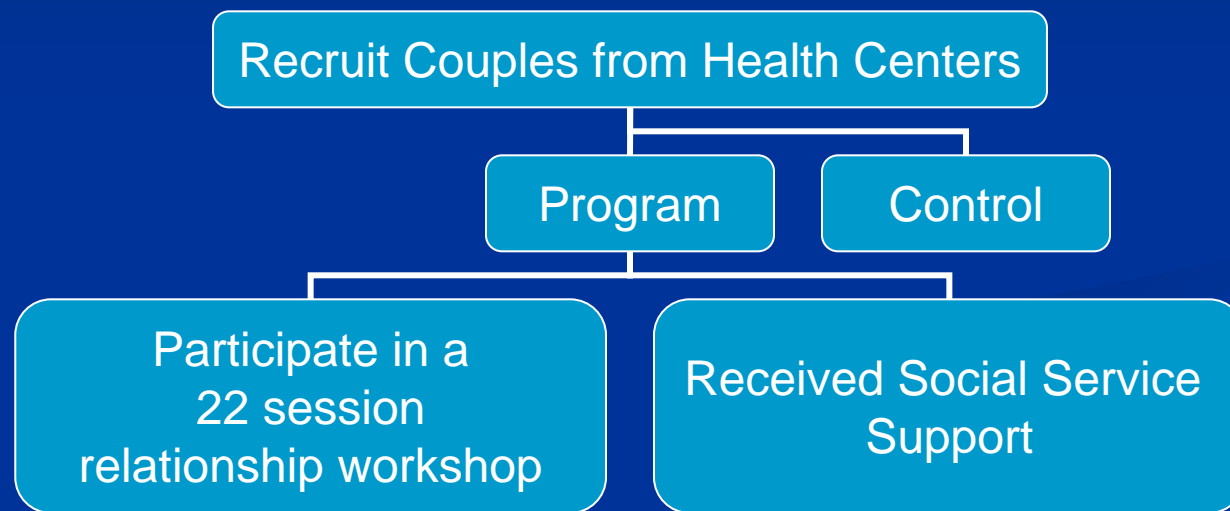 Recruit Couples from Health Centers
Program
Control
Participate in a
22 session
relationship workshop
Received Social Service
Support